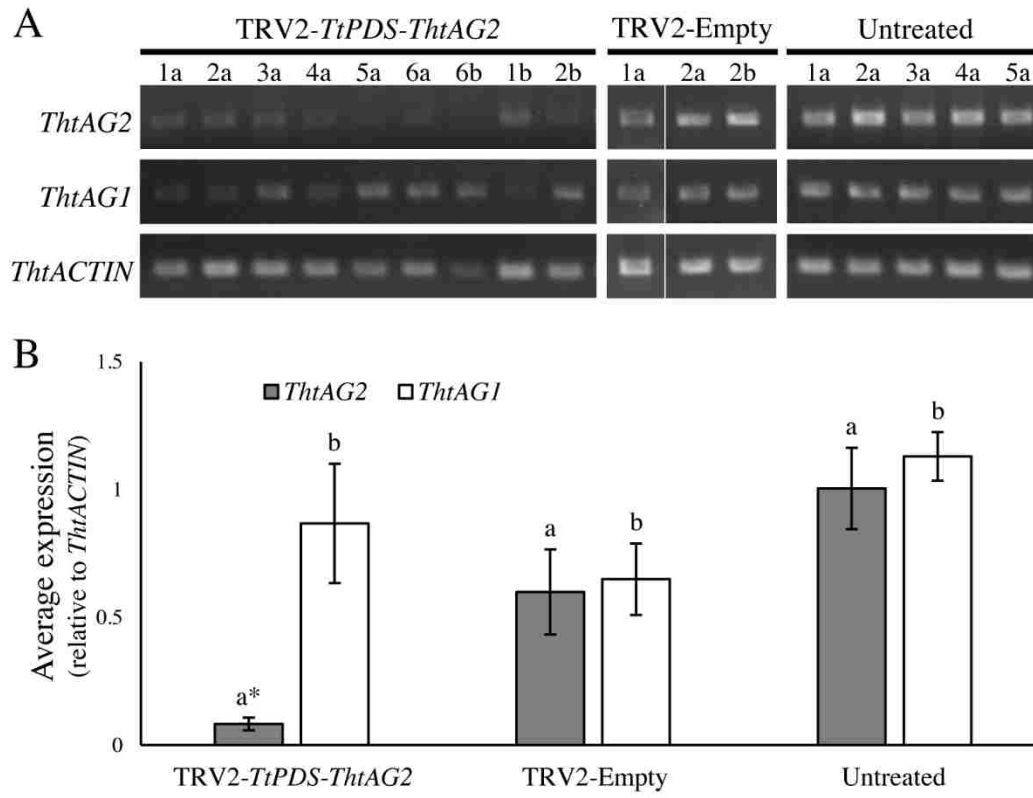 A
TRV2-TtPDS-ThtAG2 TRV2-Empty Untreated
1a 2a 3a 4a 5a 6a 6b 1b 2b 1a 2a 2b 1a 2a 3a 4a 5a
ThtAG2
ThtAG1
ThtACTIN
B
1.5
ThtAG2 ThtAG1
b
a
b
a
b
1
Average expression
(relative to ThtACTIN)
0.5
a*
0
TRV2-TtPDS-ThtAG2 TRV2-Empty Untreated